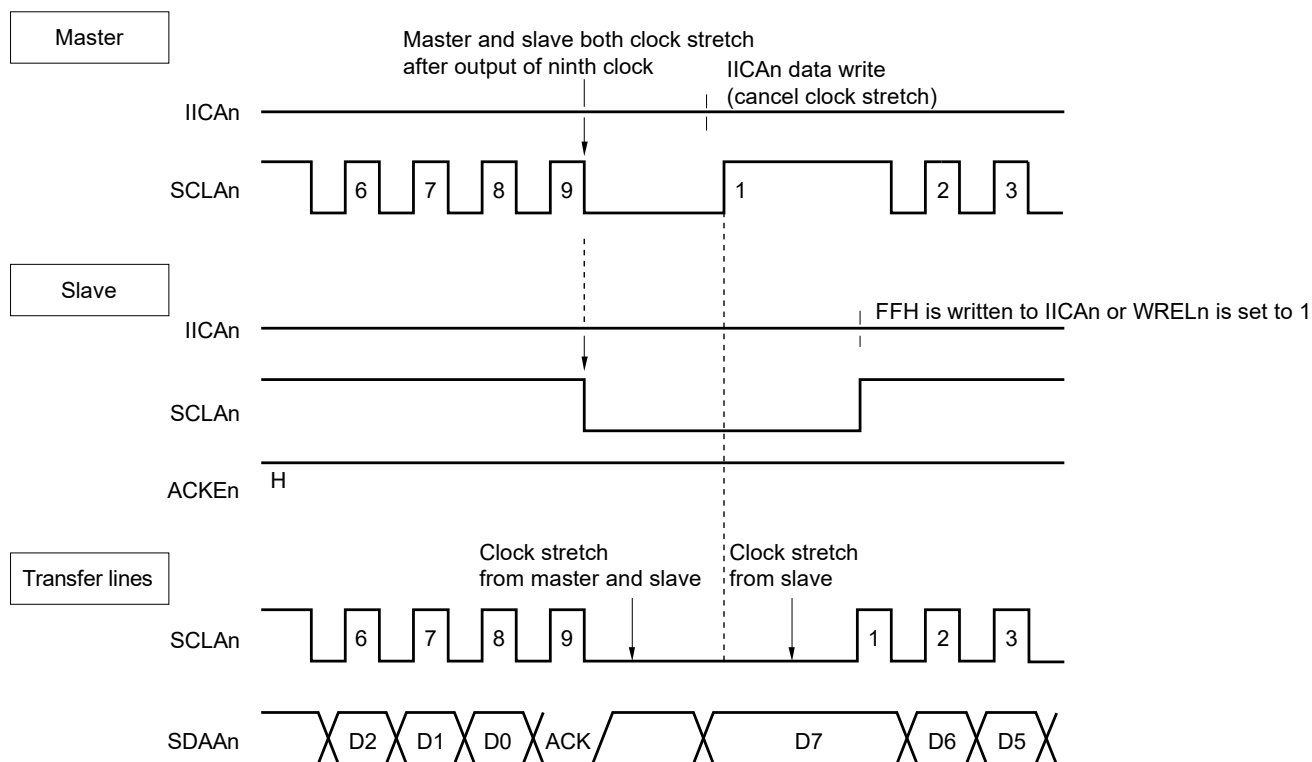 Master
Master and slave both clock stretch
after output of ninth clock
IICAn data write
(cancel clock stretch)
IICAn
SCLAn
6 7 8 9 1 2 3
Slave
IICAn
FFH is written to IICAn or WRELn is set to 1
SCLAn
ACKEn
H
Transfer lines
Clock stretch
from master and slave
Clock stretch
from slave
SCLAn
6 7 8 9 1 2 3
SDAAn
D2 D1 D0 ACK D7 D6 D5